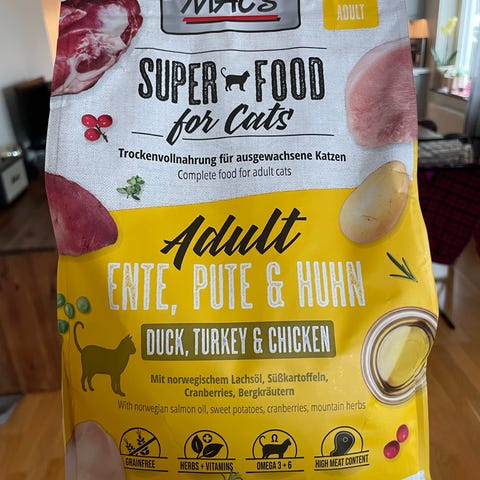 MAC's
ADULT
SUPER FOOD
for Cats
Trockenvollnahrung für ausgewachsene Katzen
Complete food for adult cats
Adult
ENTE, PUTE & HUHN
DUCK, TURKEY & CHICKEN
Mit norwegischem Lachsöl, Süßkartoffeln,
Cranberries, Bergkräutern
With norwegian salmon oil, sweet potatoes, cranberries, mountain herbs
GRAINFREE
HERBS + VITAMINS
OMEGA 3 + 6
HIGH MEAT CONTENT